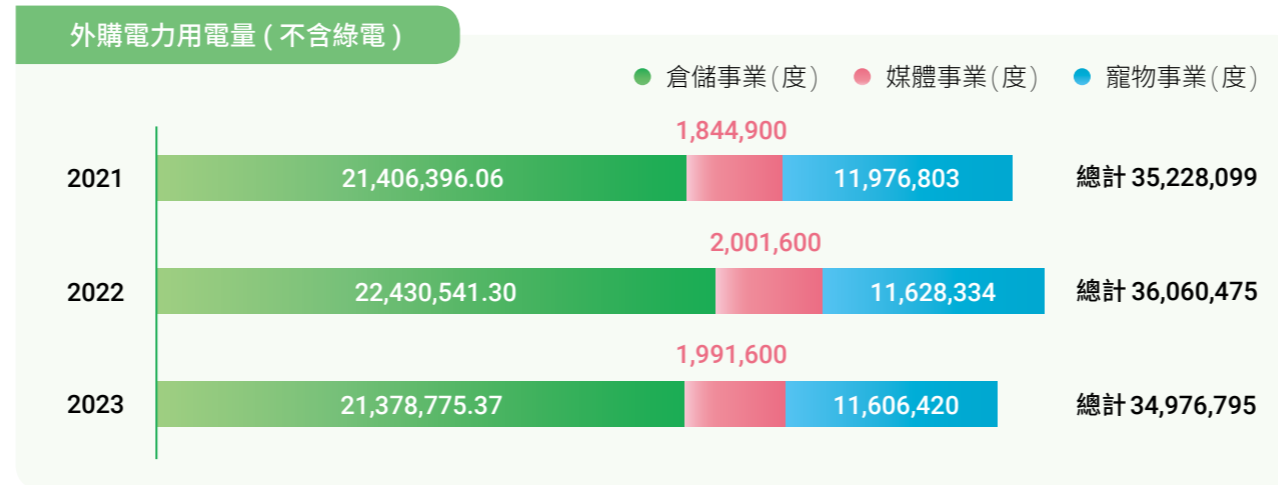 外購電力用電量 ( 不含綠電 )
倉儲事業(度) 媒體事業(度) 寵物事業(度)
1,844,900
2021 21,406,396.06 11,976,803 總計 35,228,099
2,001,600
2022 22,430,541.30 11,628,334 總計 36,060,475
1,991,600
2023 21,378,775.37 11,606,420 總計 34,976,795